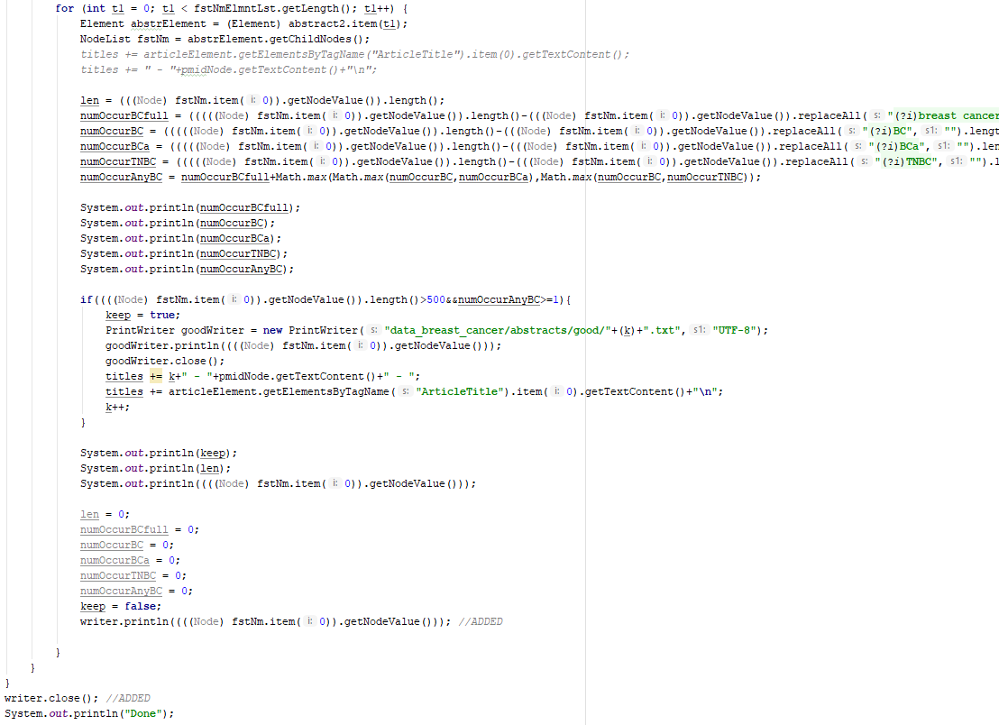 for (int t1 = 0; t1 < fstNmElmntLst.getLength(); t1++) {
Element abstrElement = (Element) abstract2.item(t1);
NodeList fstNm = abstrElement.getChildNodes();
titles += articleElement.getElementsByTagName("ArticleTitle").item(0).getTextContent();
titles += " - "+pmidNode.getTextContent()+"\n";
len = (((Node) fstNm.item( i: 0)).getNodeValue()).length();
numOccurBCfull = (((((Node) fstNm.item( i: 0)).getNodeValue()).length()-(((Node) fstNm.item( i: 0)).getNodeValue()).replaceAll( s: "(?i)breast cancer
numOccurBC = (((((Node) fstNm.item( i: 0)).getNodeValue()).length()-(((Node) fstNm.item( i: 0)).getNodeValue()).replaceAll( s: "(?i)BC", s1: "").leng
numOccurBCa = (((((Node) fstNm.item( i: 0)).getNodeValue()).length()-(((Node) fstNm.item( i: 0)).getNodeValue()).replaceAll( s: "(?i)BCa", s1: "").len
numOccurTNBC = (((((Node) fstNm.item( i: 0)).getNodeValue()).length()-(((Node) fstNm.item( i: 0)).getNodeValue()).replaceAll( s: "(?i)TNBC", s1: "").l
numOccurAnyBC = numOccurBCfull+Math.max(Math.max(numOccurBC,numOccurBCa),Math.max(numOccurBC,numOccurTNBC));
System.out.println(numOccurBCfull);
System.out.println(numOccurBC);
System.out.println(numOccurBCa);
System.out.println(numOccurTNBC);
System.out.println(numOccurAnyBC);
if((((Node) fstNm.item( i: 0)).getNodeValue()).length()>500&&numOccurAnyBC>=1){
keep = true;
PrintWriter goodWriter = new PrintWriter( s: "data_breast_cancer/abstracts/good/"+(k)+".txt", s1: "UTF-8");
goodWriter.println((((Node) fstNm.item( i: 0)).getNodeValue()));
goodWriter.close();
titles += k+" - "+pmidNode.getTextContent()+" - ";
titles += articleElement.getElementsByTagName( s: "ArticleTitle").item( i: 0).getTextContent()+"\n";
k++;
}
System.out.println(keep);
System.out.println(len);
System.out.println((((Node) fstNm.item( i: 0)).getNodeValue()));
len = 0;
numOccurBCfull = 0;
numOccurBC = 0;
numOccurBCa = 0;
numOccurTNBC = 0;
numOccurAnyBC = 0;
keep = false;
writer.println((((Node) fstNm.item( i: 0)).getNodeValue())); //ADDED
}
}
}
writer.close(); //ADDED
System.out.println("Done");